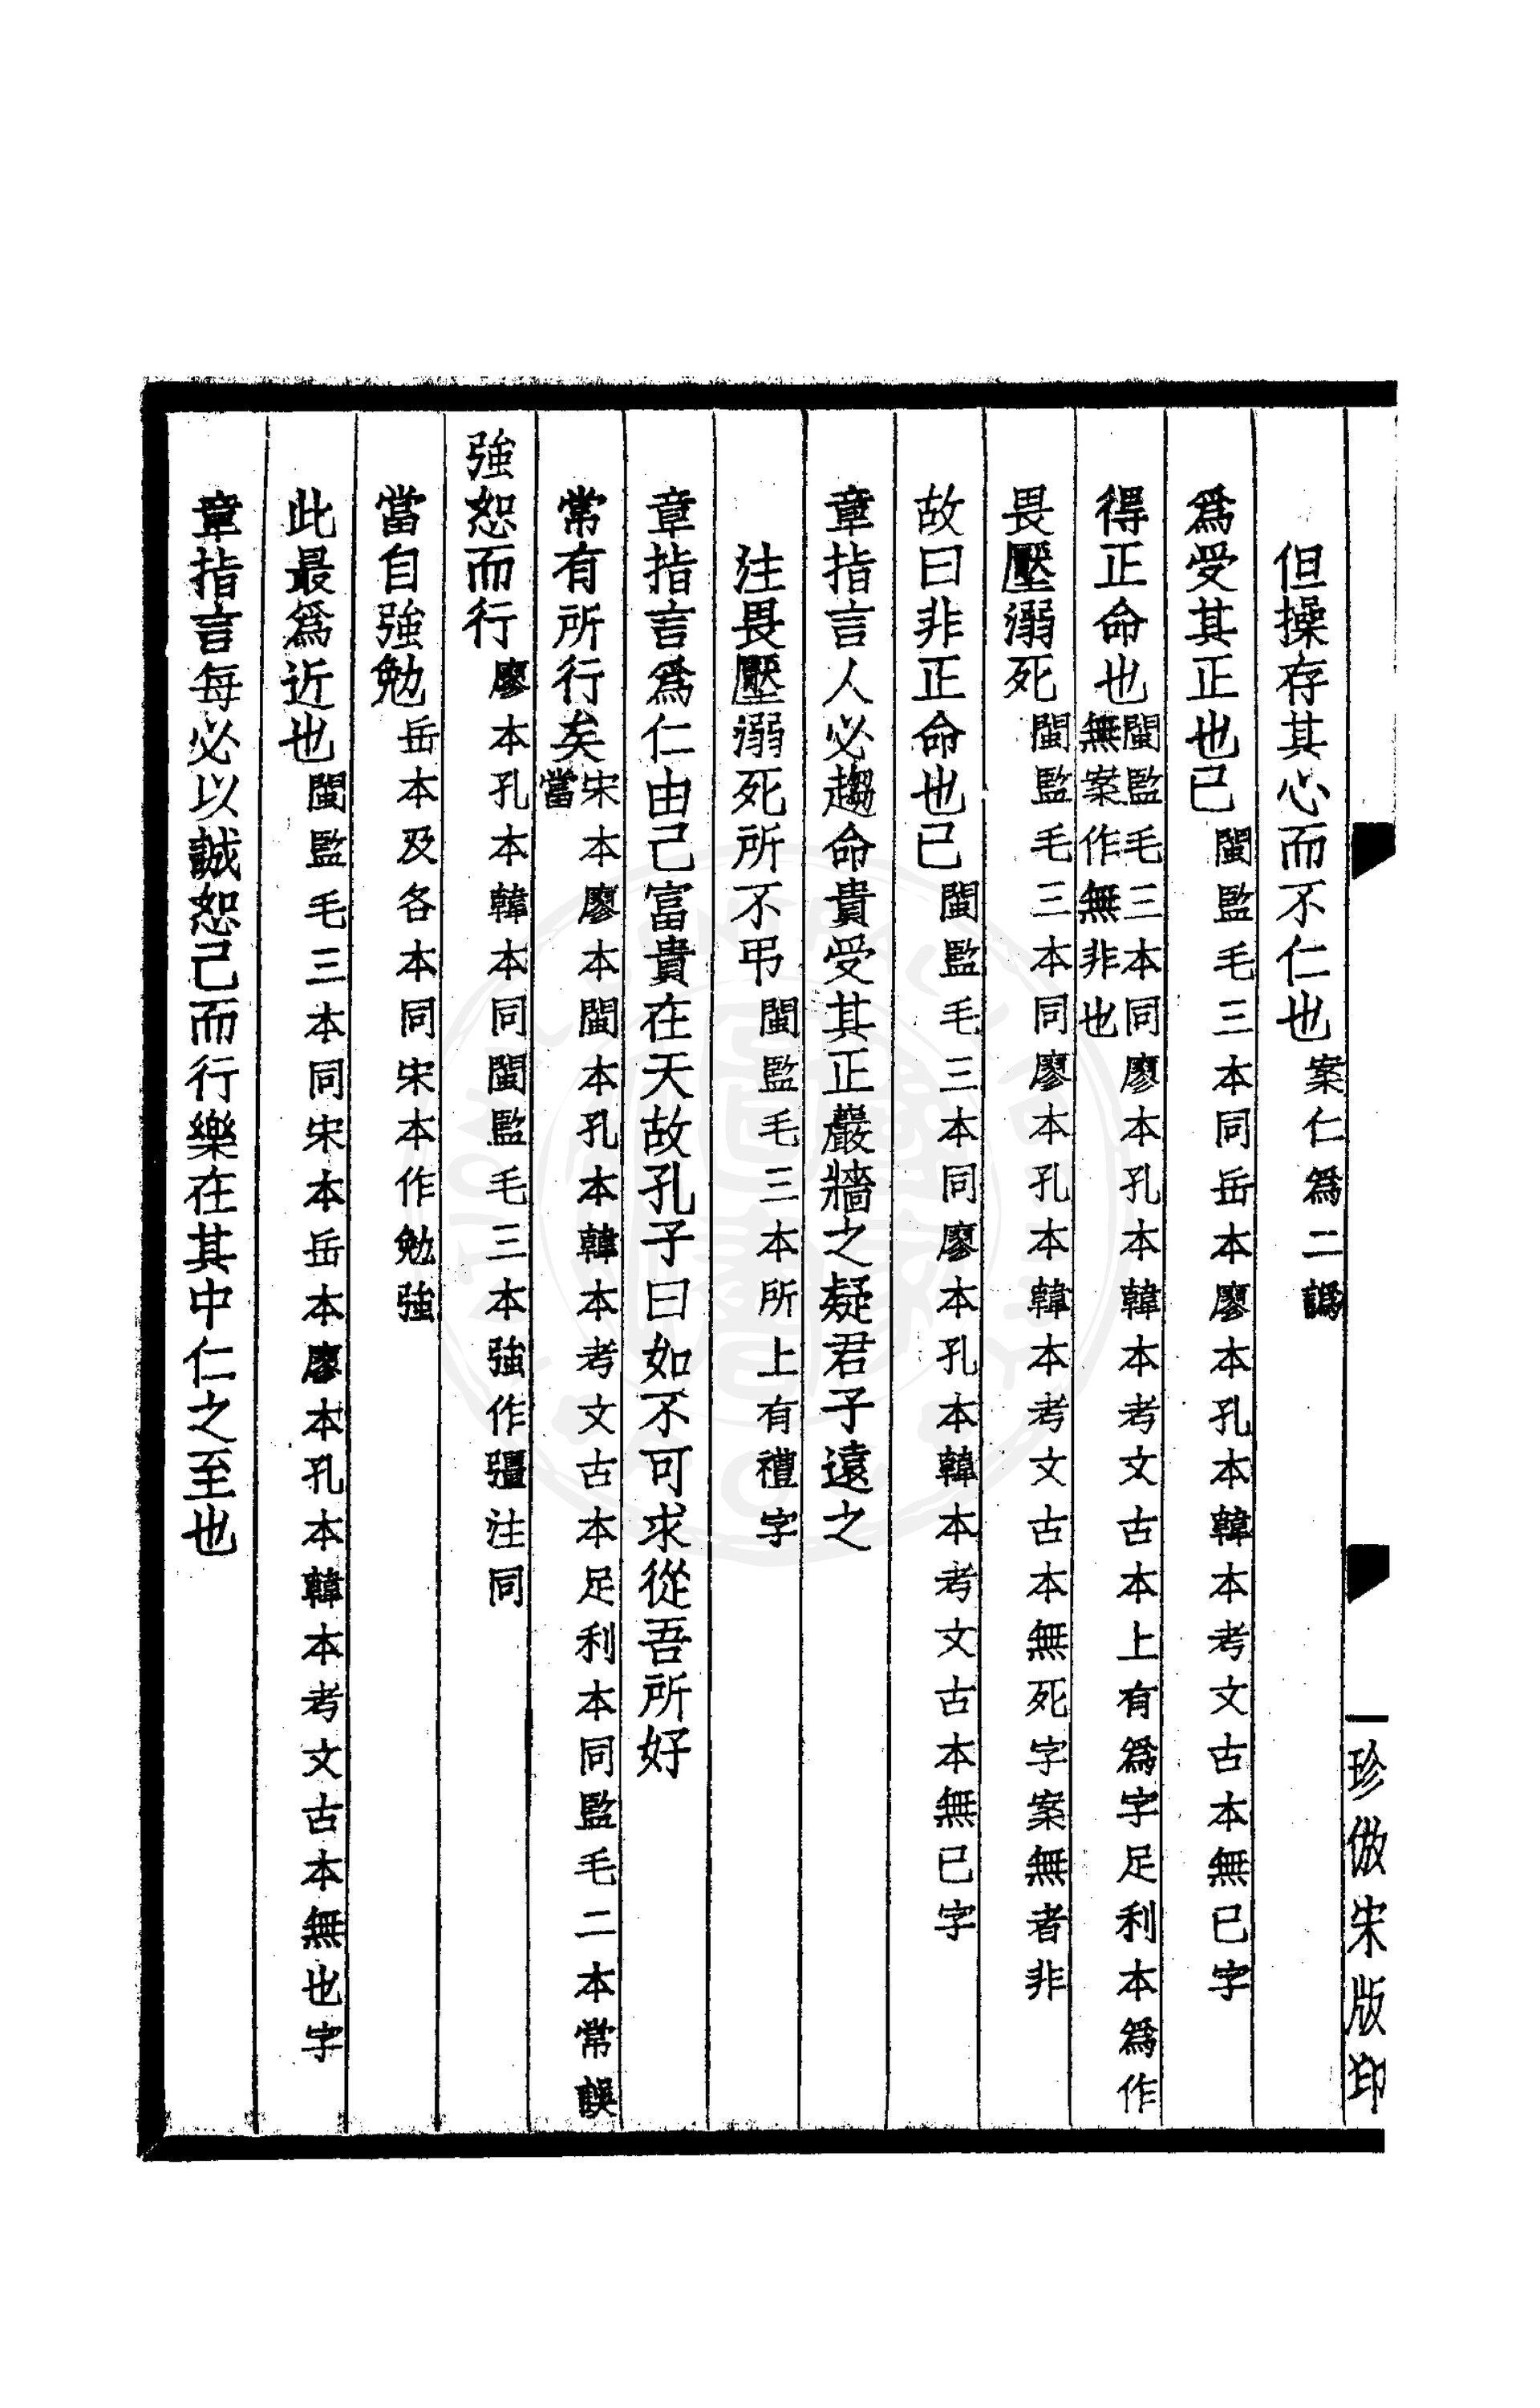 珍倣宋版印
但操存其心而不仁也案仁為二譌
為受其正也已閩監毛三本同岳本廖本孔本韓本考文古本無已字
得正命也閩監毛三本同廖本孔本韓本考文古本上有為字足利本為作無案作無非也
畏壓溺死閩監毛三本同廖本孔本韓本考文古本無死字案無者非
故曰非正命也已閩監毛三本同廖本孔本韓本考文古本無已字
章指言人必趨命貴受其正巖牆之疑君子遠之
注畏壓溺死所不弔閩監毛三本所上有禮字
章指言為仁由己富貴在天故孔子曰如不可求從吾所好
常有所行矣宋本廖本閩本孔本韓本考文古本足利本同監毛二本常誤當
強恕而行廖本孔本韓本同閩監毛三本強作彊注同
當自強勉岳本及各本同宋本作勉強
此最為近也閩監毛三本同宋本岳本廖本孔本韓本考文古本無也字
章指言每必以誠恕己而行樂在其中仁之至也